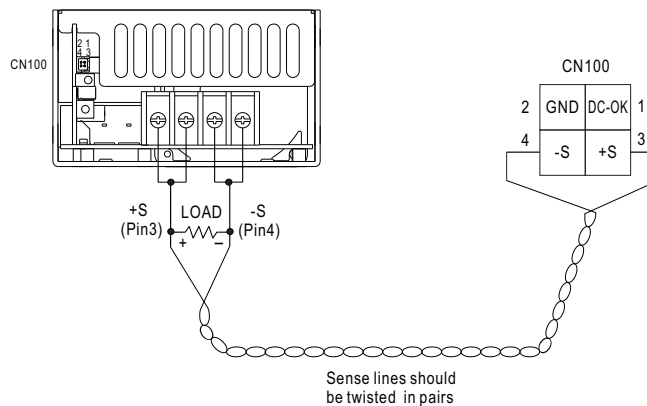 2 1
4 3
CN100
CN100
2 GND DC-OK 1
4 -S +S 3
+S
(Pin3)
LOAD
+ –
-S
(Pin4)
Sense lines should
be twisted in pairs